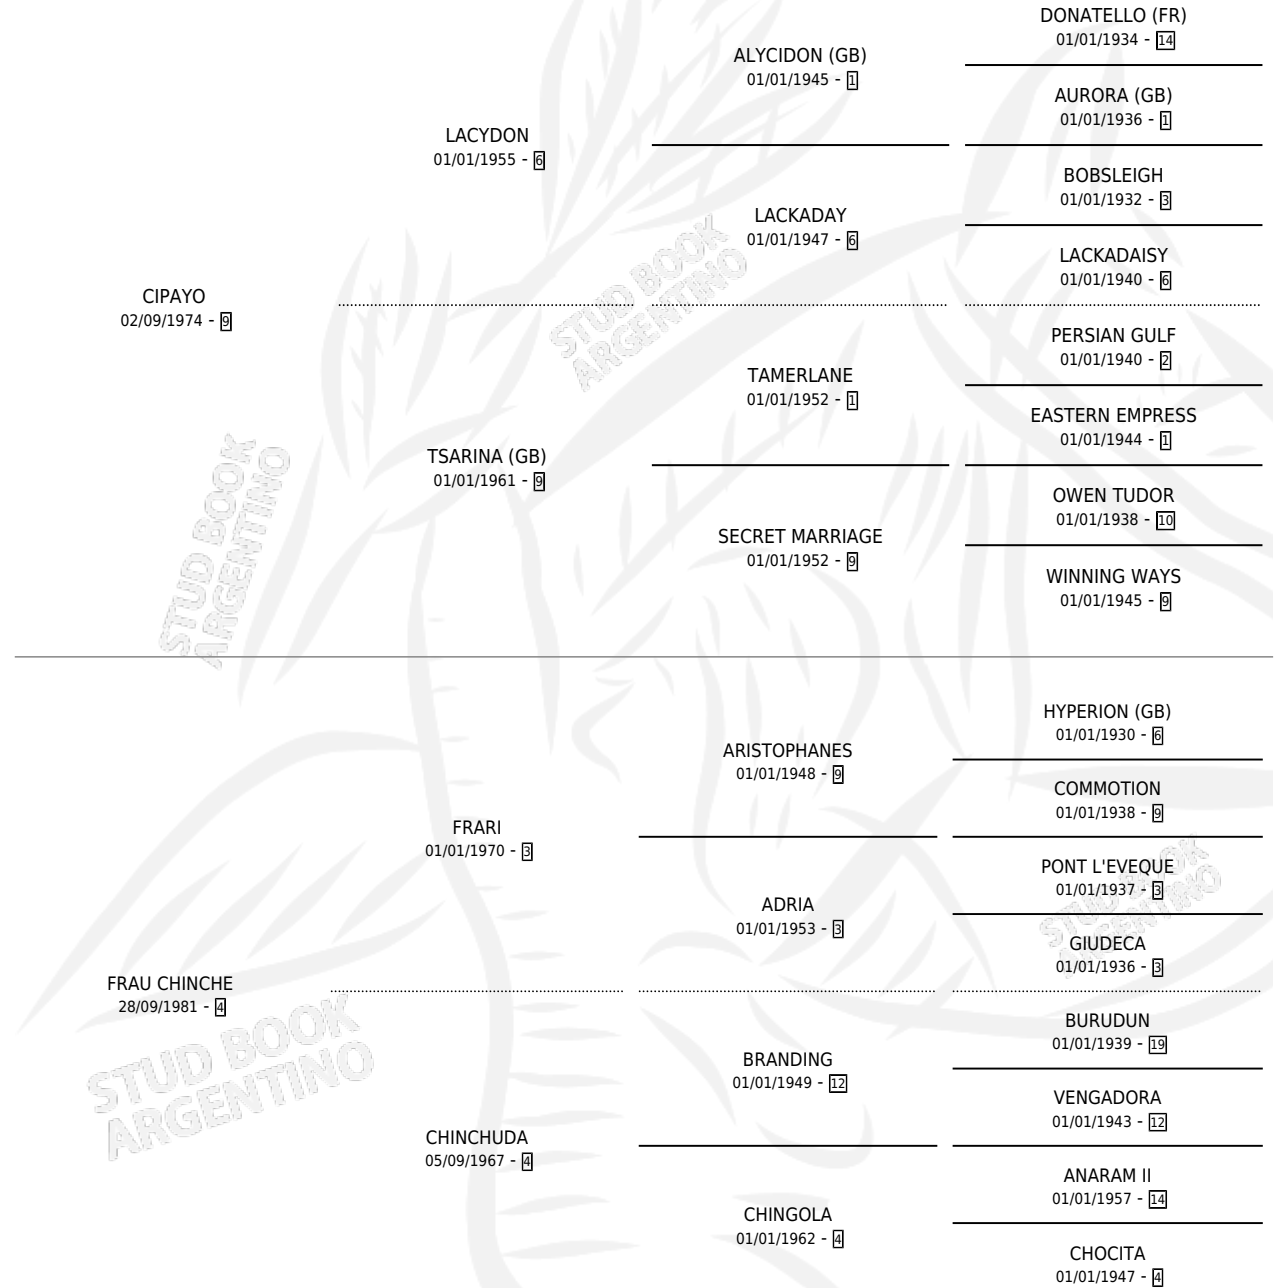 DONATELLO (FR)
01/01/1934 - 14
ALYCIDON (GB)
01/01/1945 - 1
AURORA (GB)
01/01/1936 - 1
LACYDON
01/01/1955 - 6
BOBSLEIGH
01/01/1932 - 3
LACKADAY
01/01/1947 - 6
LACKADAISY
01/01/1940 - 6
CIPAYO
02/09/1974 - 9
STUD BOOK
ARGENTINO
PERSIAN GULF
01/01/1940 - 2
TAMERLANE
01/01/1952 - 1
EASTERN EMPRESS
01/01/1944 - 1
TSARINA (GB)
01/01/1961 - 9
OWEN TUDOR
01/01/1938 - 10
SECRET MARRIAGE
01/01/1952 - 9
WINNING WAYS
01/01/1945 - 9
STUD BOOK
ARGENTINO
HYPERION (GB)
01/01/1930 - 6
ARISTOPHANES
01/01/1948 - 9
COMMOTION
01/01/1938 - 9
FRARI
01/01/1970 - 3
PONT L'EVEQUE
01/01/1937 - 3
ADRIA
01/01/1953 - 3
STUD BOOK
ARGENTINO
GIUDECA
01/01/1936 - 3
FRAU CHINCHE
28/09/1981 - 4
STUD BOOK
ARGENTINO
BURUDUN
01/01/1939 - 19
BRANDING
01/01/1949 - 12
VENGADORA
01/01/1943 - 12
CHINCHUDA
05/09/1967 - 4
ANARAM II
01/01/1957 - 14
CHINGOLA
01/01/1962 - 4
CHOCITA
01/01/1947 - 4